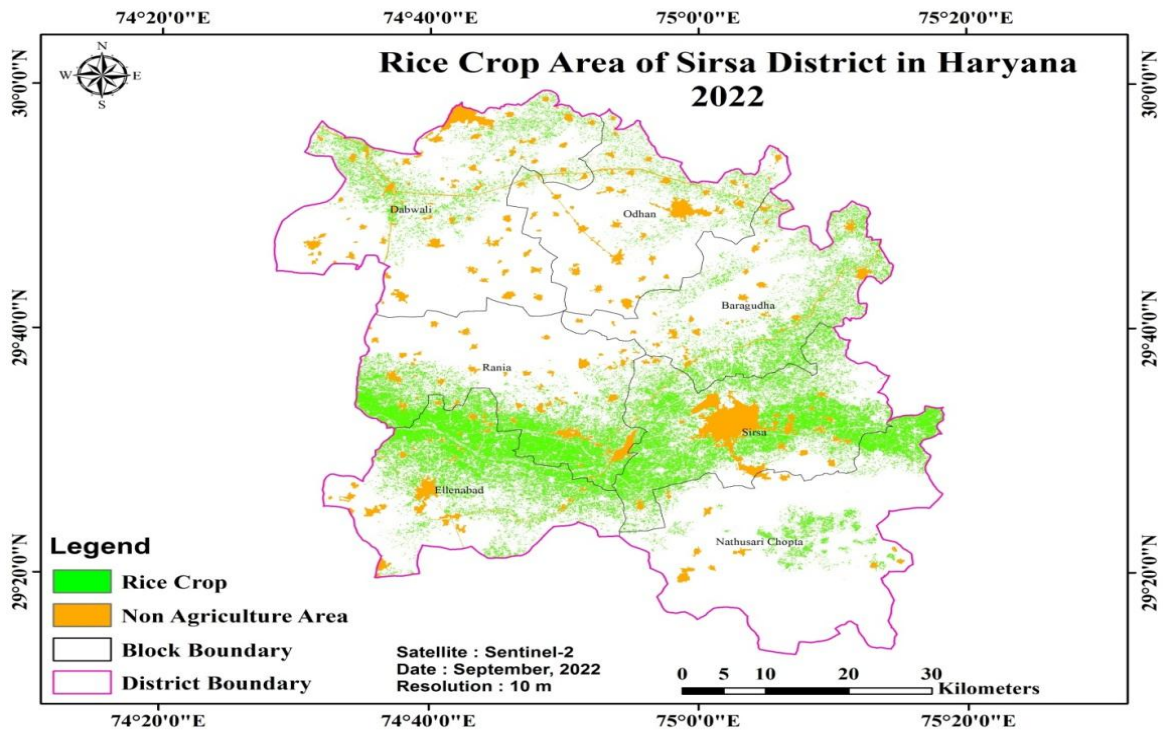 74°20'0"E 74°40'0"E 75°0'0"E 75°20'0"E
N
W E
S
Rice Crop Area of Sirsa District in Haryana
2022
30°0'0"N 30°0'0"N
Dabwali
Odhan
Baragudha
29°40'0"N 29°40'0"N
Rania
Sirsa
Ellenabad
Nathusari Chopta
29°20'0"N 29°20'0"N
Legend
Rice Crop
Non Agriculture Area
Block Boundary
District Boundary
Satellite : Sentinel-2
Date : September, 2022
Resolution : 10 m
0 5 10 20 30
Kilometers
74°20'0"E 74°40'0"E 75°0'0"E 75°20'0"E